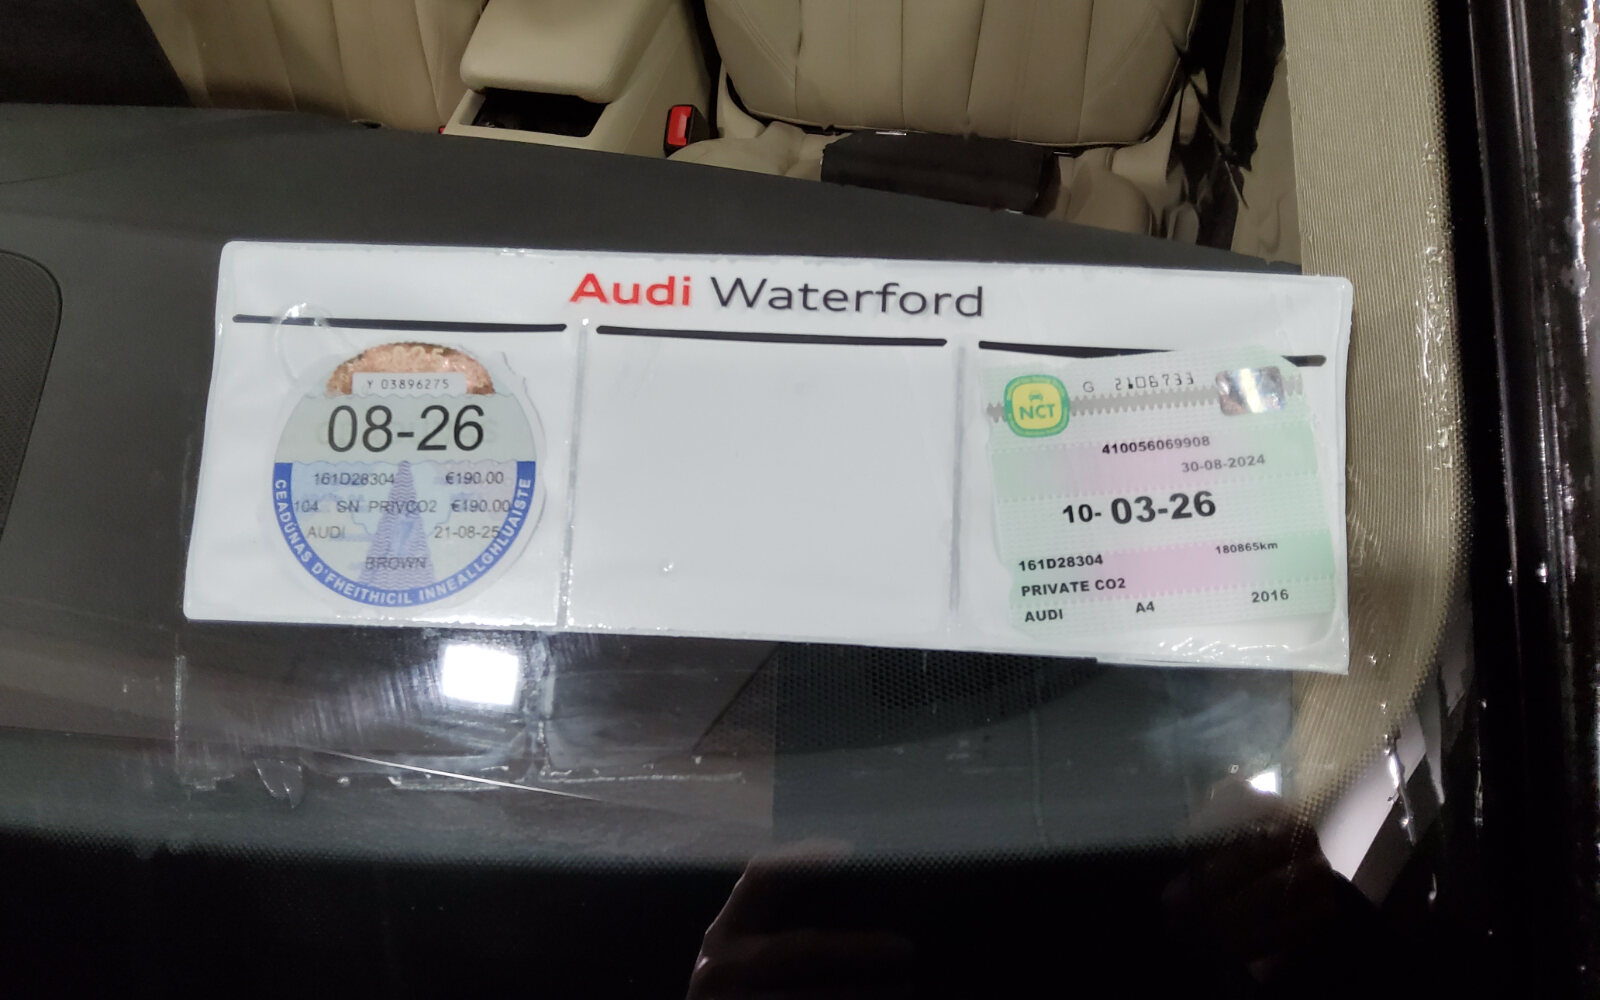 Audi Waterford
Y 03896275
08-26
161D28304 €190.00
104 SN PRIVCO2 €190.00
AUDI 21-08-25
BROWN
CEADÚNAS D'FHEITHICIL INNEALLGHLUAISTE
NCT
G 2106733
410056069908
30-08-2024
10-03-26
161D28304 180865km
PRIVATE CO2
AUDI A4 2016